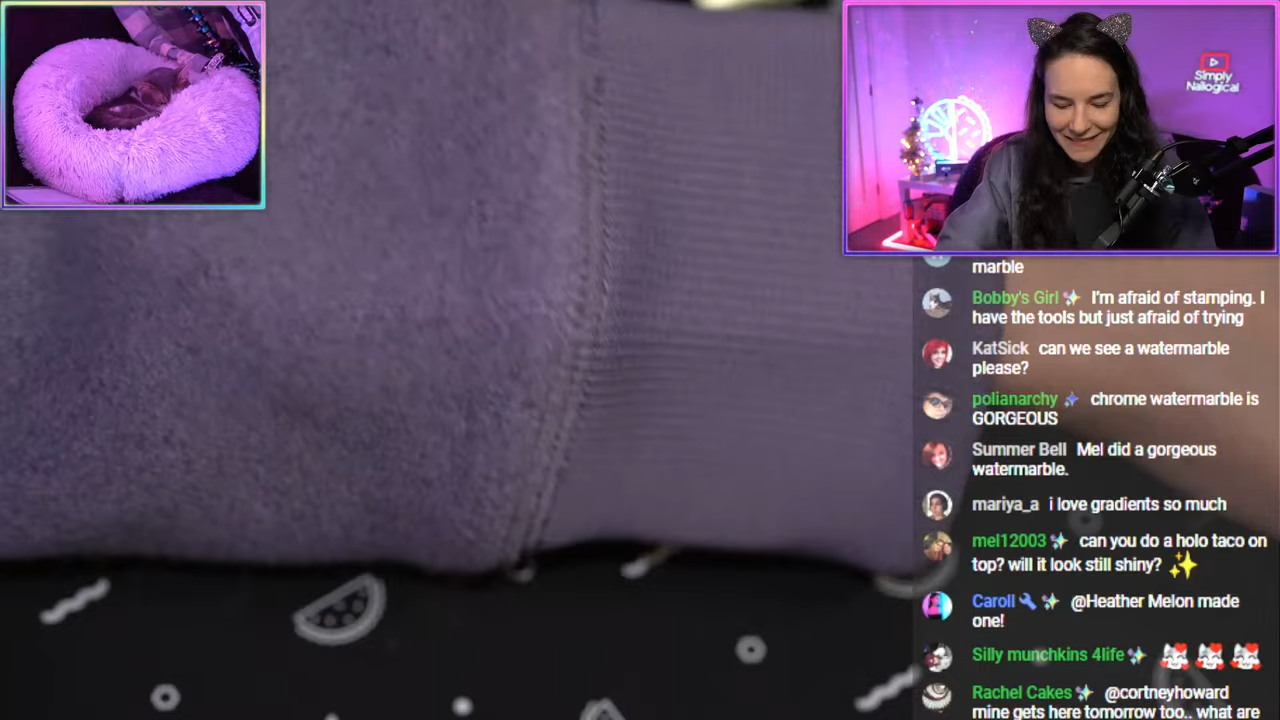 Simply
Nailogical
marble
Bobby's Girl I'm afraid of stamping. I
have the tools but just afraid of trying
KatSick can we see a watermarble
please?
polianarchy chrome watermarble is
GORGEOUS
Summer Bell Mel did a gorgeous
watermarble.
mariya_a i love gradients so much
mel12003 can you do a holo taco on
top? will it look still shiny?
Caroll @Heather Melon made
one!
Silly munchkins 4life
Rachel Cakes @cortneyhoward
mine gets here tomorrow too.. what are